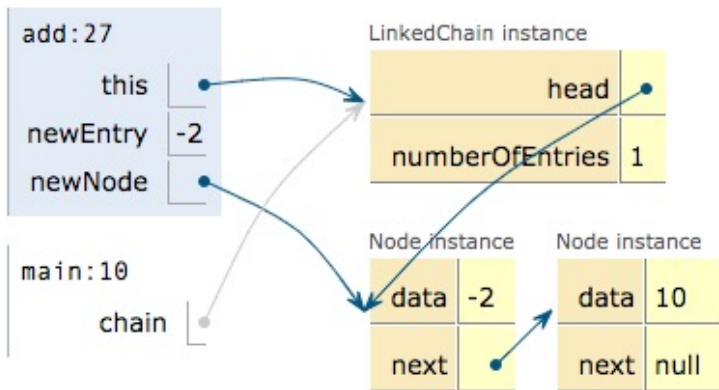 add:27
this
newEntry -2
newNode
main:10
chain
LinkedChain instance
head
numberOfEntries 1
Node instance Node instance
data -2 data 10
next next null